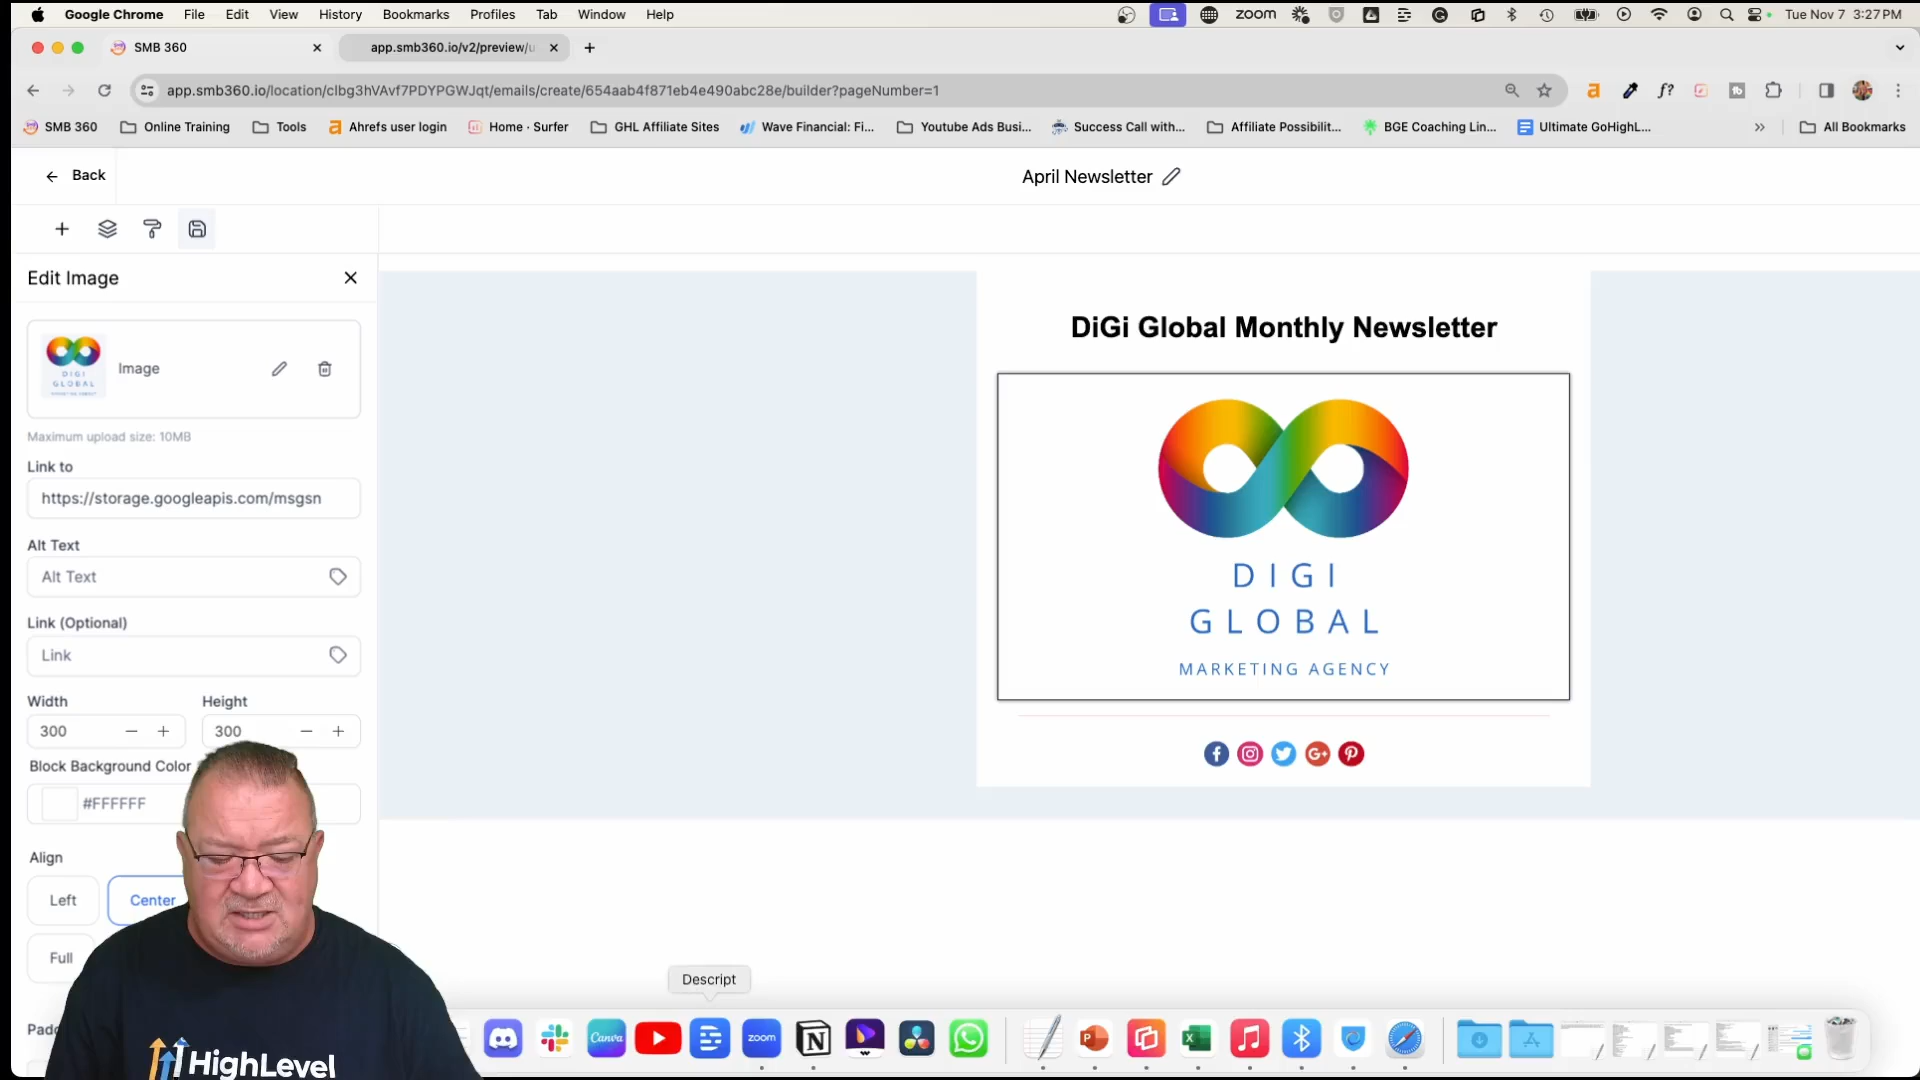 Google Chrome File Edit View History Bookmarks Profiles Tab Window Help
zoom
Tue Nov 7 3:27 PM
SMB 360
app.smb360.io/v2/preview/u
app.smb360.io/location/clbg3hVAvf7PDYPGWJqt/emails/create/654aab4f871eb4e490abc28e/builder?pageNumber=1
SMB 360
Online Training
Tools
Ahrefs user login
Home · Surfer
GHL Affiliate Sites
Wave Financial: Fi...
Youtube Ads Busi...
Success Call with...
Affiliate Possibilit...
BGE Coaching Lin...
Ultimate GoHighL...
All Bookmarks
Back
April Newsletter
Edit Image
DIGI
GLOBAL
Image
Maximum upload size: 10MB
Link to
https://storage.googleapis.com/msgsn
Alt Text
Alt Text
Link (Optional)
Link
Width
Height
300
300
Block Background Color
#FFFFFF
Align
Left
Center
Full
DiGi Global Monthly Newsletter
DIGI
GLOBAL
MARKETING AGENCY
Descript
Canva
zoom
HighLevel